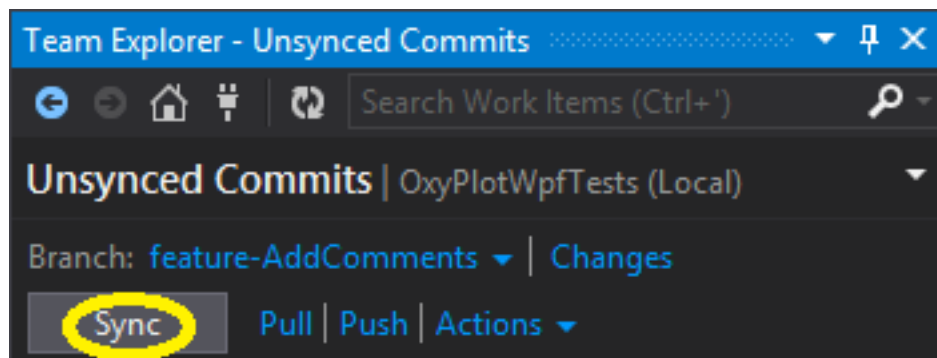 Team Explorer - Unsynced Commits
Search Work Items (Ctrl+')
Unsynced Commits | OxyPlotWpfTests (Local)
Branch: feature-AddComments | Changes
Sync Pull | Push | Actions